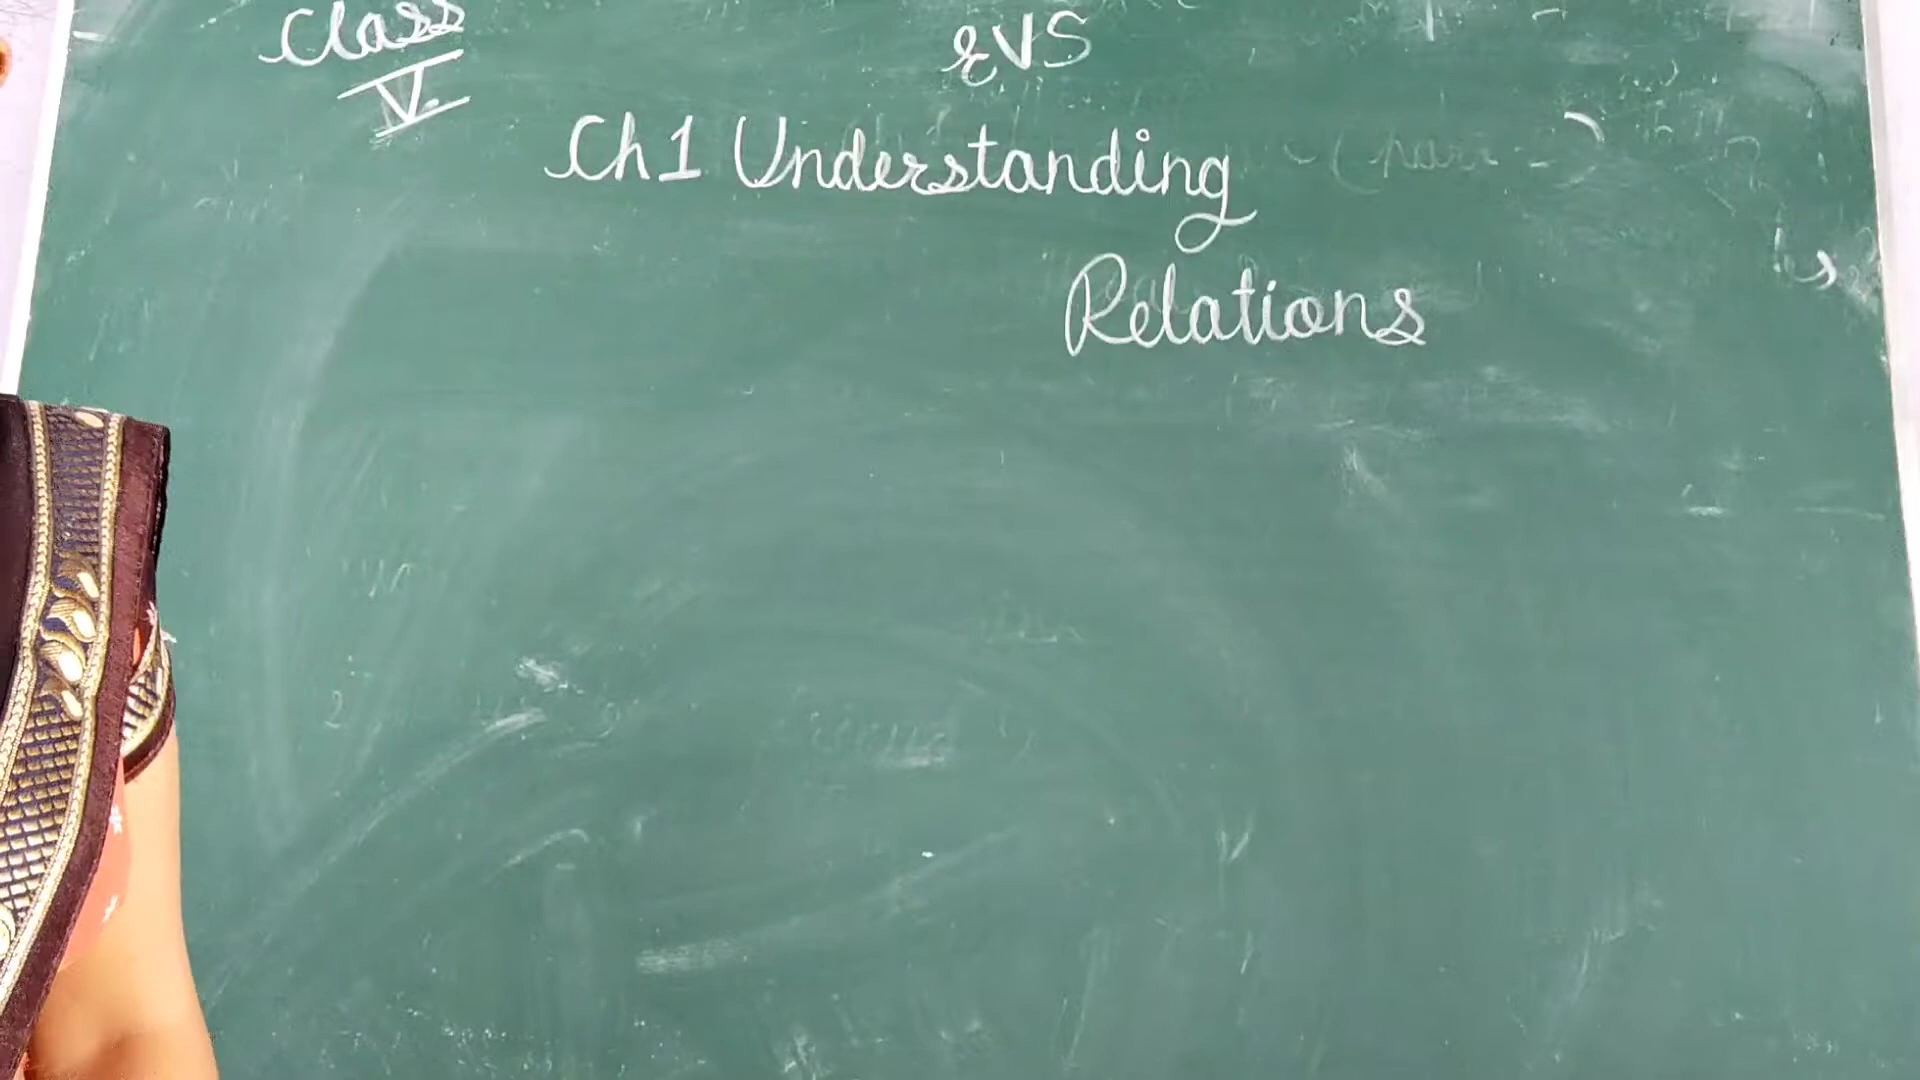 Class EVS
V.
Ch1 Understanding
Relations